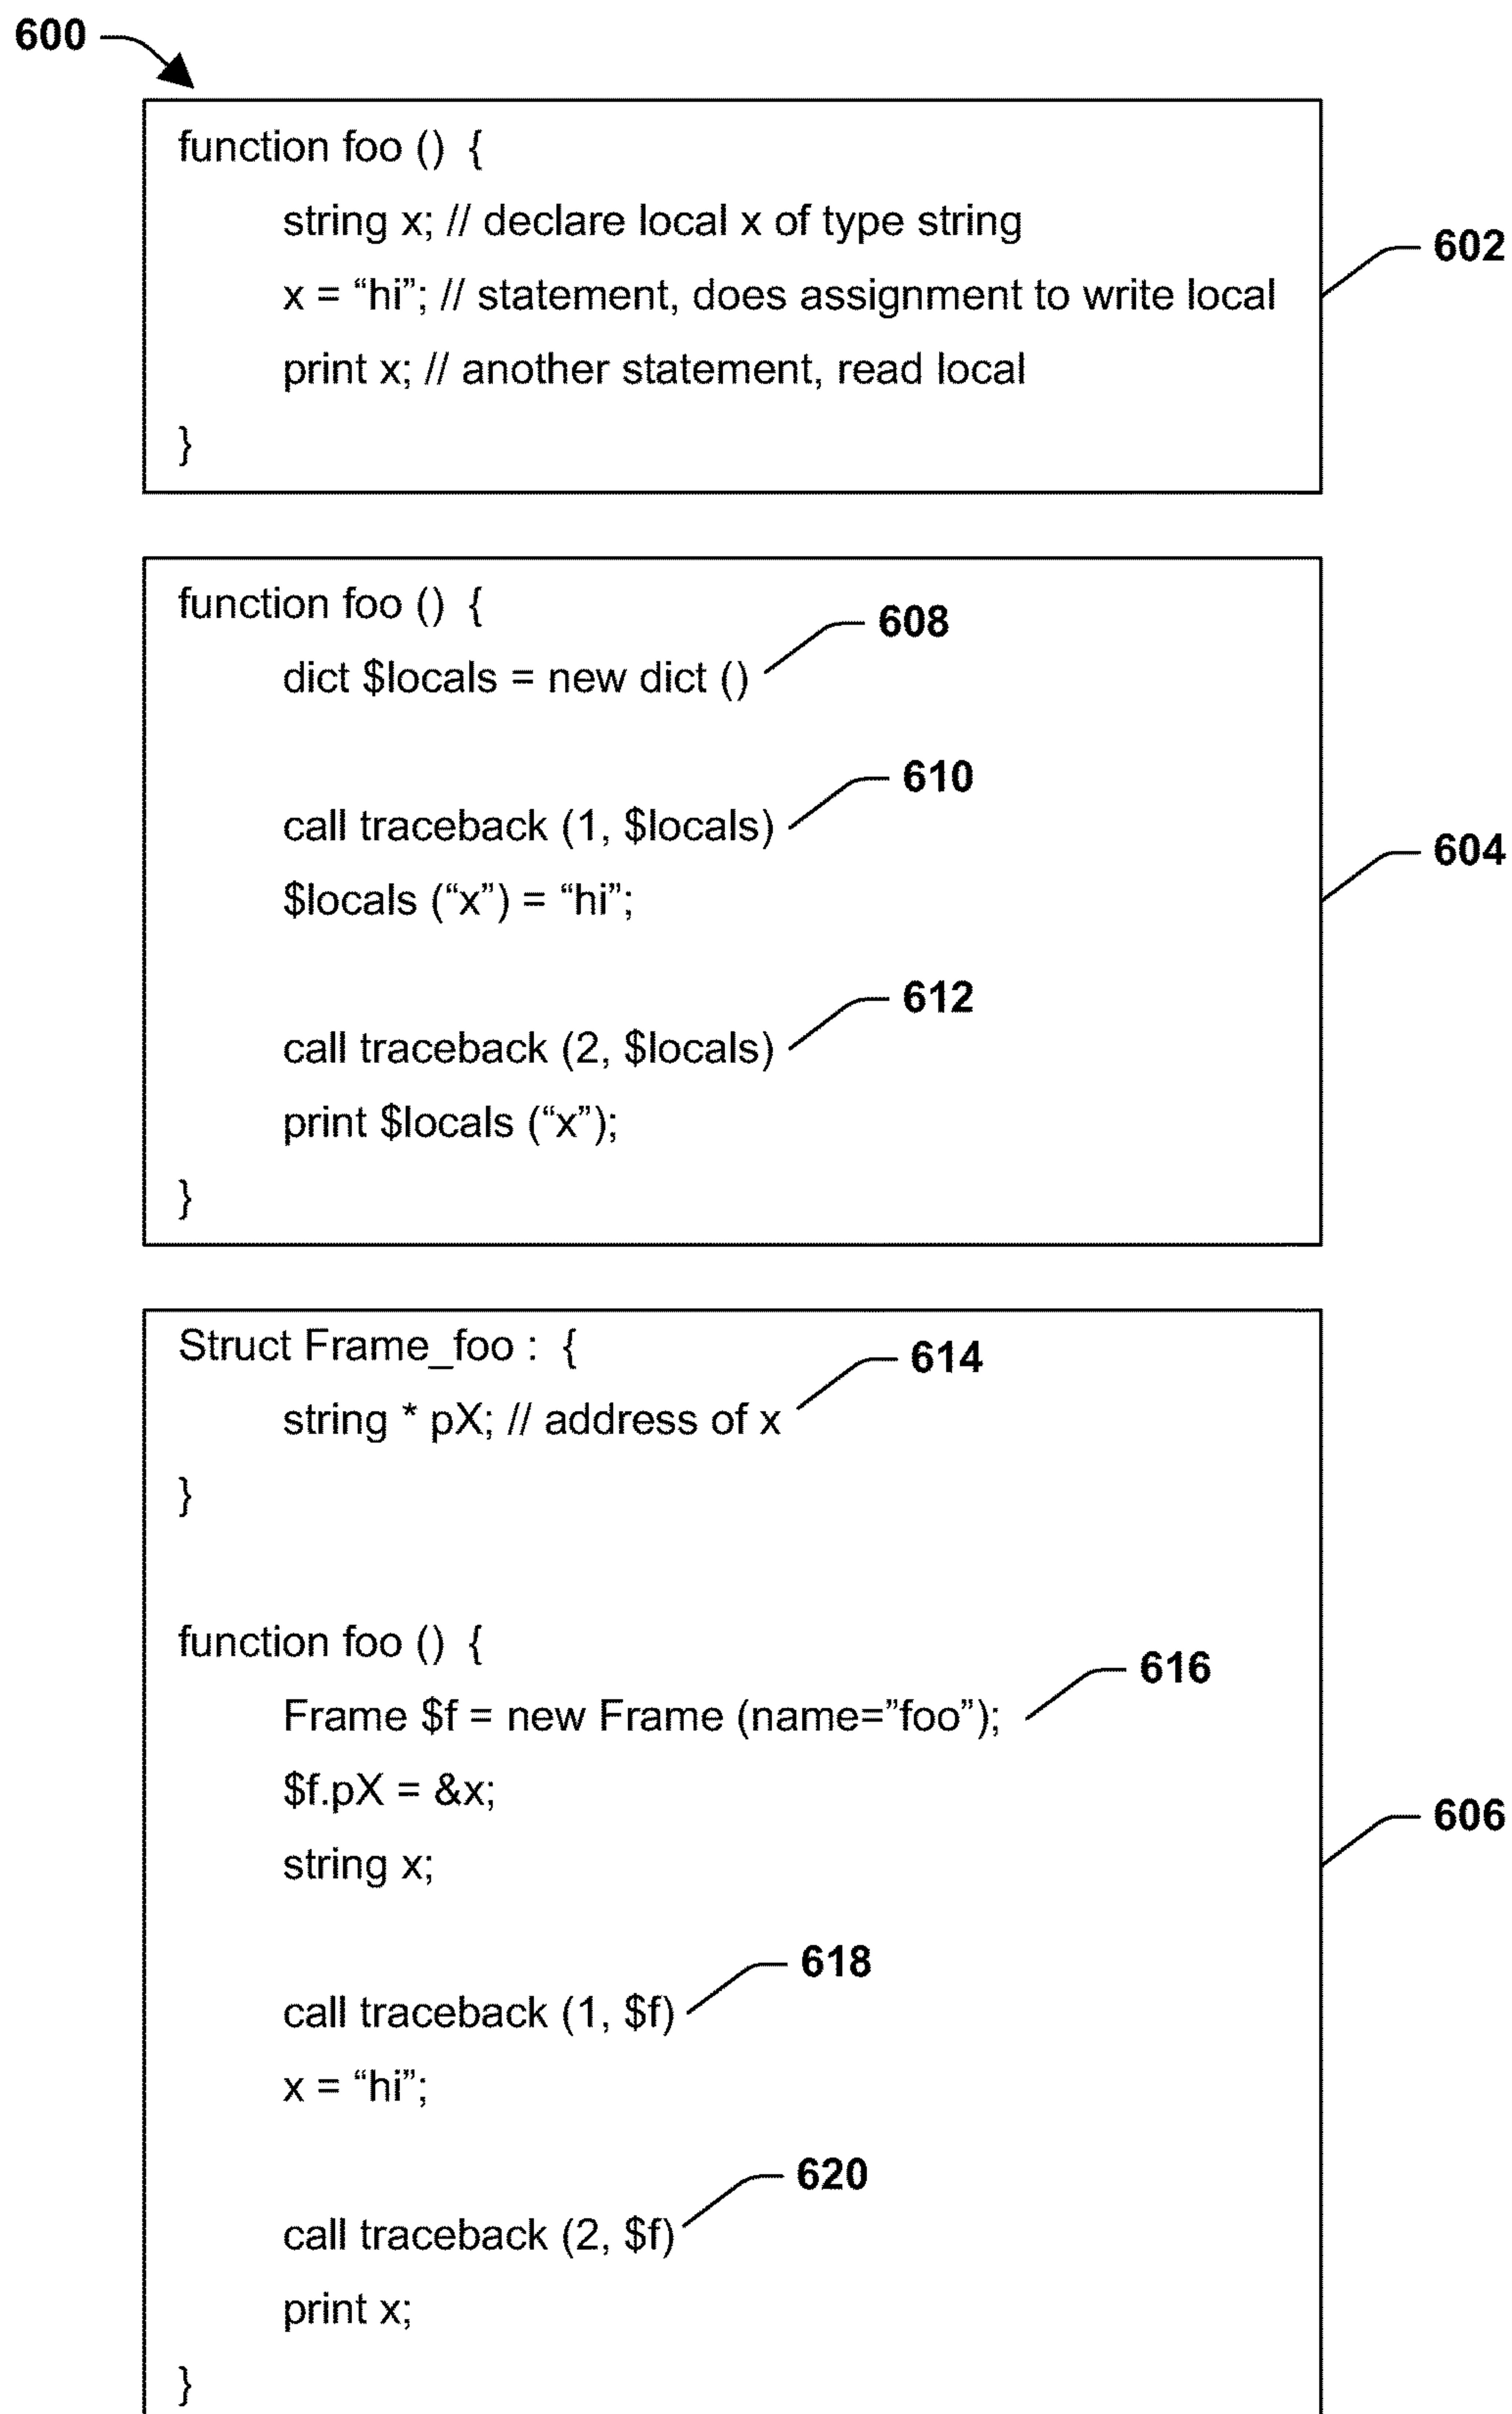 600
function foo () {
string x; // declare local x of type string
602
x = “hi”; // statement, does assignment to write local
print x; // another statement, read local
}
function foo () {
608
dict $locals = new dict ()
610
call traceback (1, $locals)
604
$locals (“x”) = “hi”;
612
call traceback (2, $locals)
print $locals (“x”);
}
Struct Frame_foo : {
614
string * pX; // address of x
}
function foo () {
616
Frame $f = new Frame (name=”foo”);
$f.pX = &x;
606
string x;
618
call traceback (1, $f)
x = “hi”;
620
call traceback (2, $f)
print x;
}